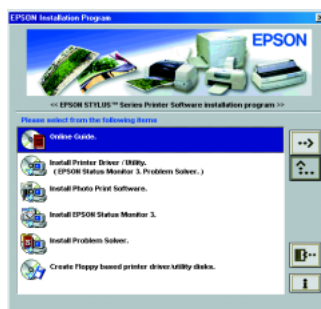 EPSON Installation Program
EPSON
<< EPSON STYLUS™ Series Printer Software installation program >>
Please select from the following items
Online Guide.
Install Printer Driver /Utility.
( EPSON Status Monitor 3. Problem Solver.. )
Install Photo Print Software.
Install EPSON Status Monitor 3.
Install Problem Solver.
Create Floppy based printer driver/utility disks.